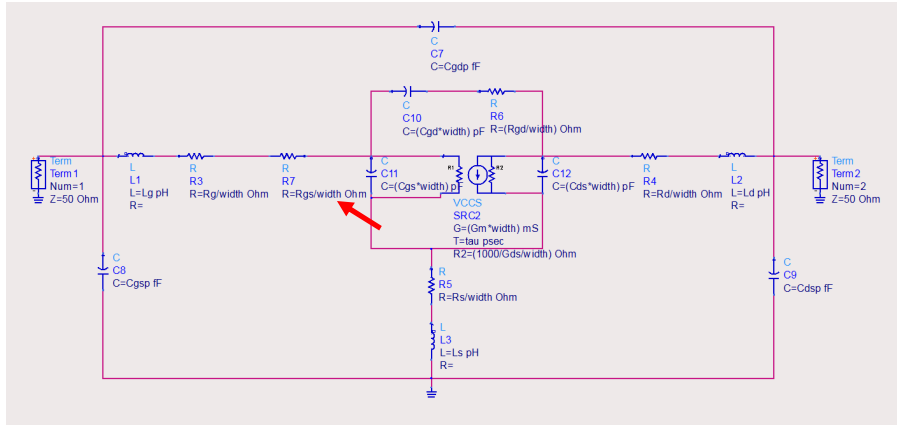 C
C7
C=Cgdp fF
C
C10
C=(Cgd*width) pF
R
R6
R=(Rgd/width) Ohm
Term
Term1
Num=1
Z=50 Ohm
L
L1
L=Lg pH
R=
R
R3
R=Rg/width Ohm
R
R7
R=Rgs/width Ohm
C
C11
C=(Cgs*width) pF
R1
R2
VCCS
SRC2
G=(Gm*width) mS
T=tau psec
R2=(1000/Gds/width) Ohm
C
C12
C=(Cds*width) pF
R
R4
R=Rd/width Ohm
L
L2
L=Ld pH
R=
Term
Term2
Num=2
Z=50 Ohm
C
C8
C=Cgsp fF
R
R5
R=Rs/width Ohm
C
C9
C=Cdsp fF
L
L3
L=Ls pH
R=